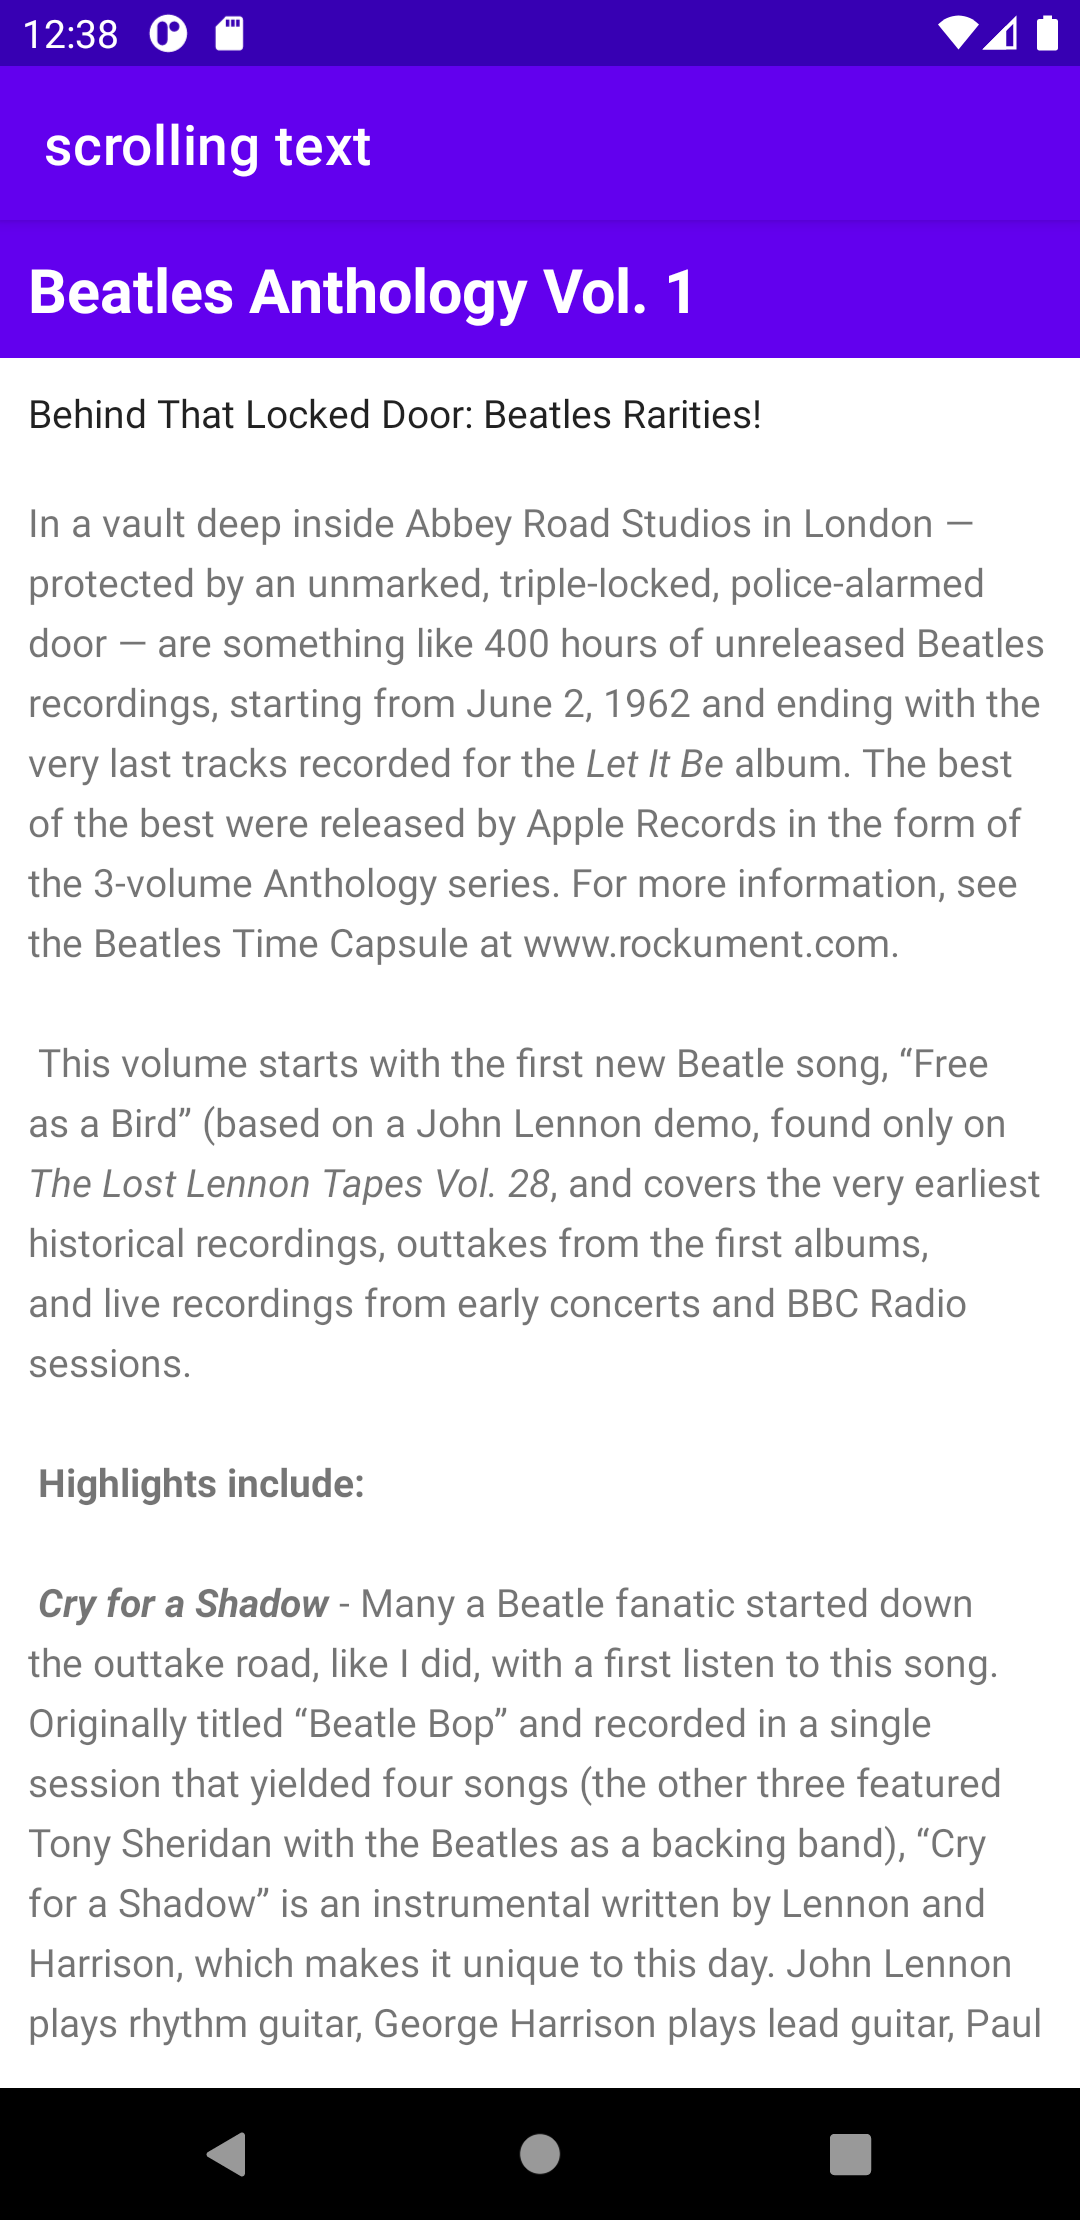 12:38
scrolling text
Beatles Anthology Vol. 1
Behind That Locked Door: Beatles Rarities!
In a vault deep inside Abbey Road Studios in London —
protected by an unmarked, triple-locked, police-alarmed
door — are something like 400 hours of unreleased Beatles
recordings, starting from June 2, 1962 and ending with the
very last tracks recorded for the Let It Be album. The best
of the best were released by Apple Records in the form of
the 3-volume Anthology series. For more information, see
the Beatles Time Capsule at www.rockument.com.
This volume starts with the first new Beatle song, “Free
as a Bird” (based on a John Lennon demo, found only on
The Lost Lennon Tapes Vol. 28, and covers the very earliest
historical recordings, outtakes from the first albums,
and live recordings from early concerts and BBC Radio
sessions.
Highlights include:
Cry for a Shadow - Many a Beatle fanatic started down
the outtake road, like I did, with a first listen to this song.
Originally titled “Beatle Bop” and recorded in a single
session that yielded four songs (the other three featured
Tony Sheridan with the Beatles as a backing band), “Cry
for a Shadow” is an instrumental written by Lennon and
Harrison, which makes it unique to this day. John Lennon
plays rhythm guitar, George Harrison plays lead guitar, Paul